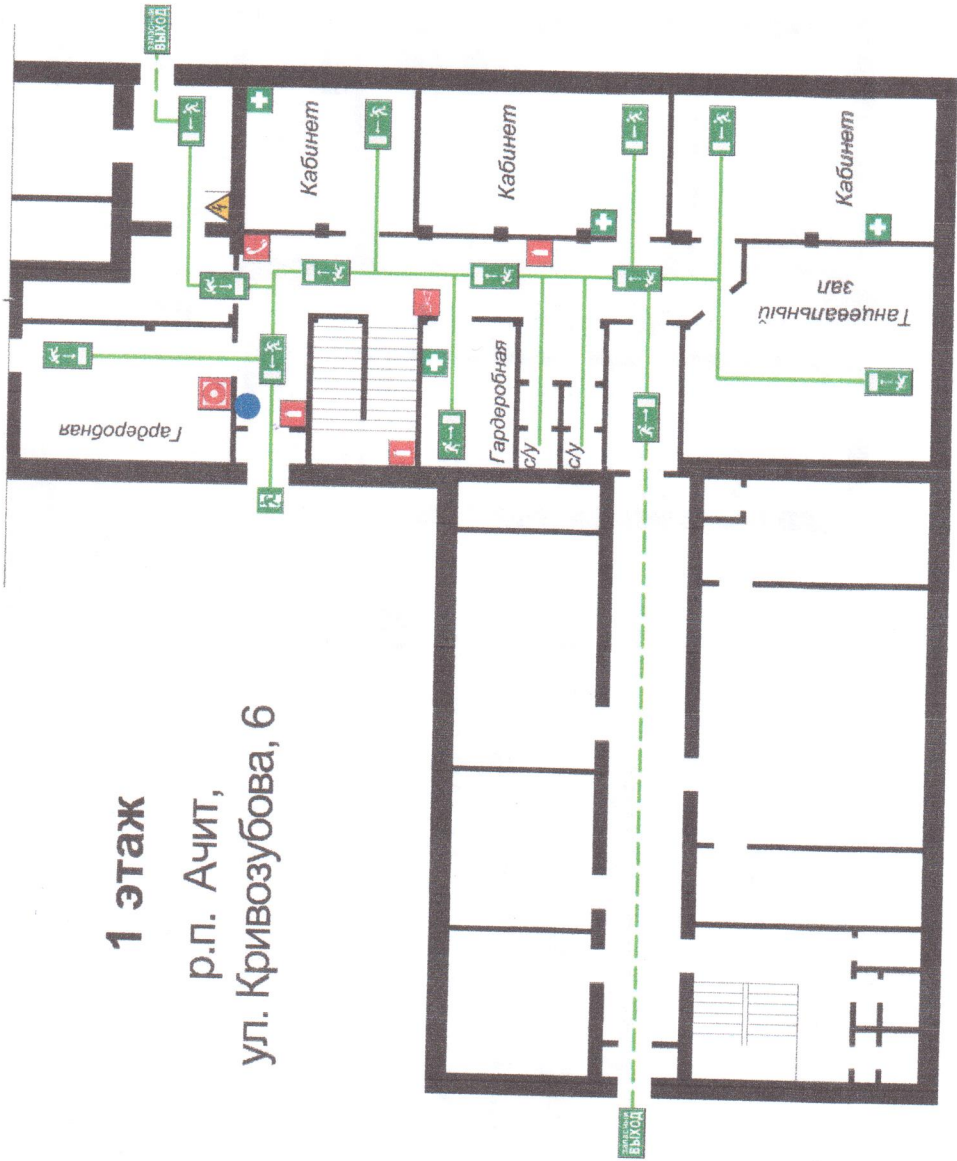 1 этаж
р.п. Ачит,
ул. Кривозубова, 6
запасный
ВЫХОД
Кабинет
Кабинет
Кабинет
Гардеробная
Гардеробная
с/у
с/у
Танцевальный
зал
запасный
ВЫХОД